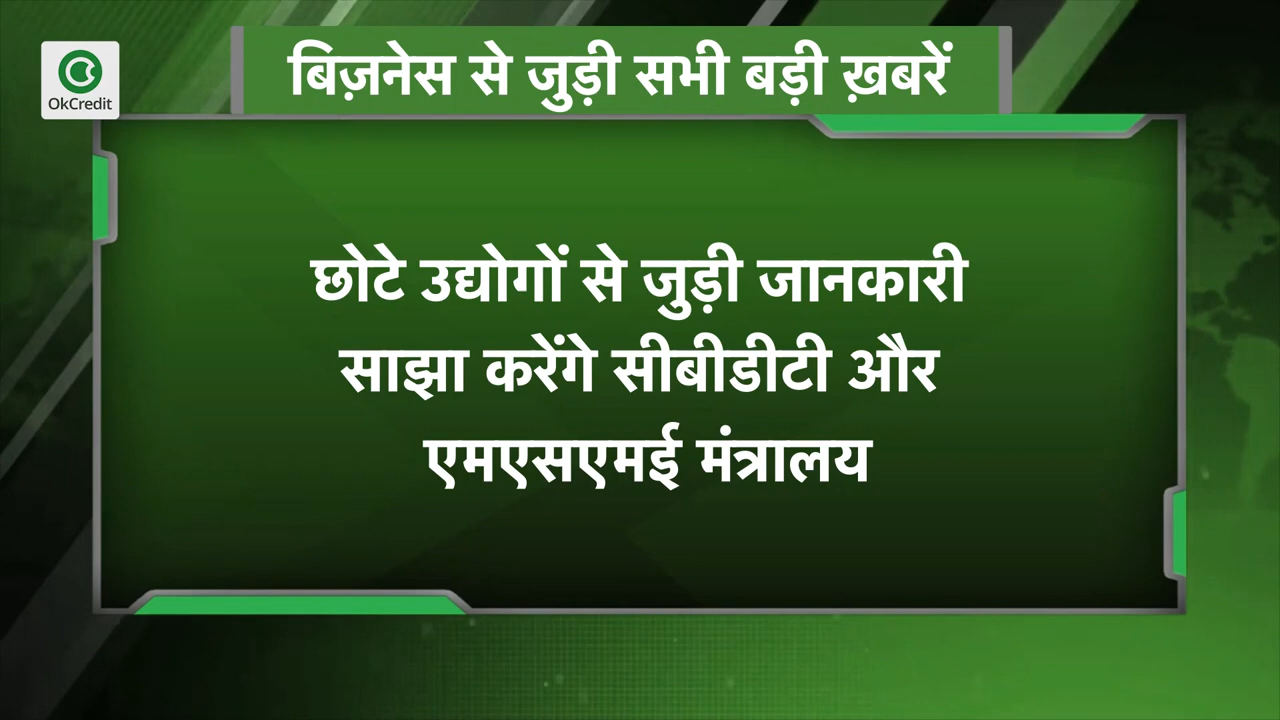 OkCredit
बिज़नेस से जुड़ी सभी बड़ी ख़बरें
छोटे उद्योगों से जुड़ी जानकारी
साझा करेंगे सीबीडीटी और
एमएसएमई मंत्रालय